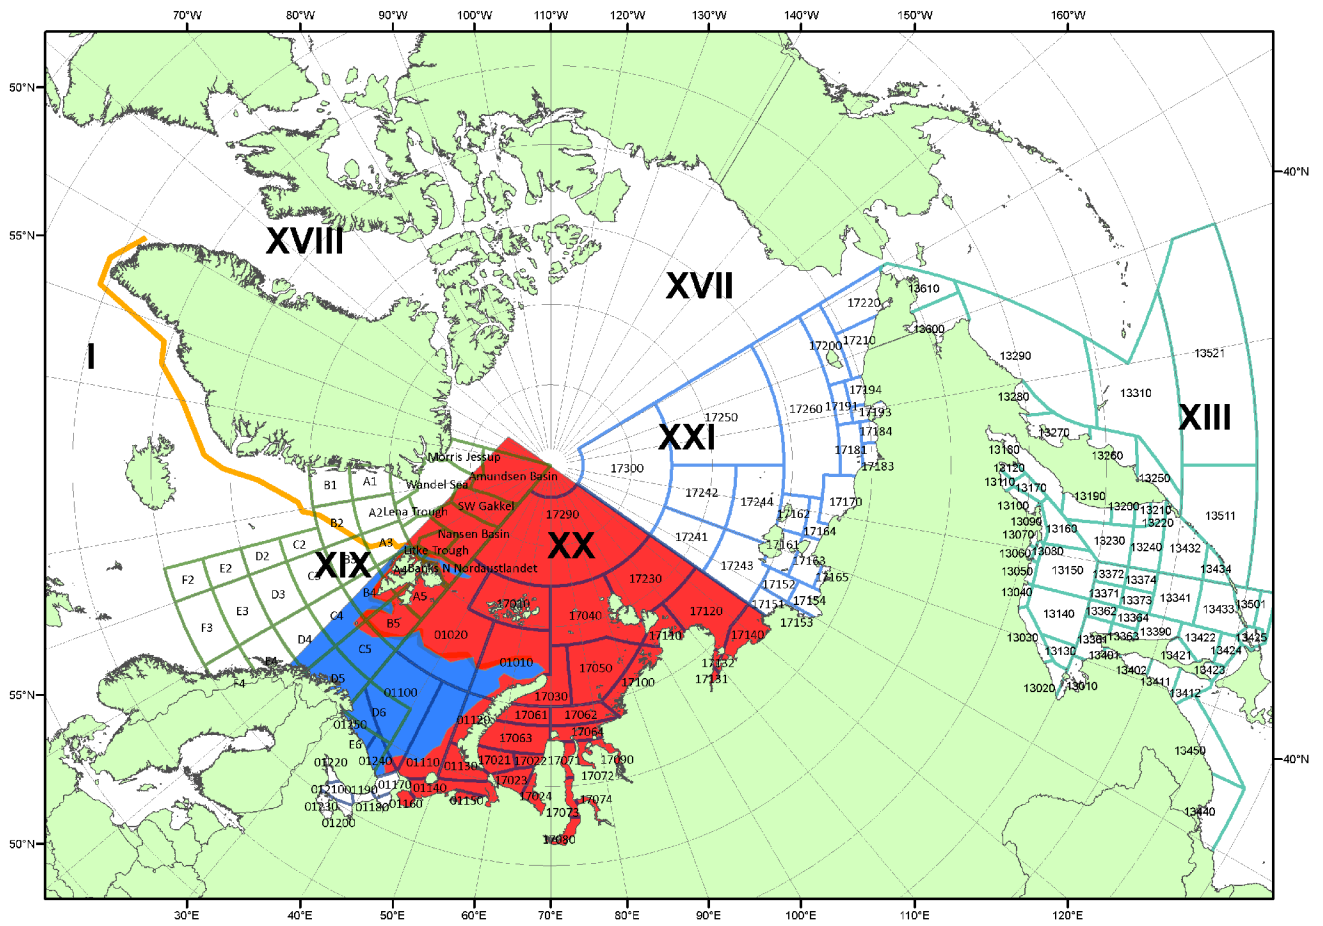 70°W 80°W 90°W 100°W 110°W 120°W 130°W 140°W 150°W 160°W
50°N
40°N
55°N
XVIII
XVII
I
XIII
XXI
XX
XIX
17220
13610
13600
17200
17210
13290
13521
17194
13280
13310
17250
17260
17191
17193
13270
17184
13180
17181
13260
17183
17300
13120
13110
13170
13250
Morris Jessup
Amundsen Basin
Wandel Sea
B1
A1
17242
17244
17170
13190
13100
13200
13210
13220
A2
Lena Trough
SW Gakkel
17290
17162
13511
B2
17164
13090
13160
13070
Nansen Basin
17241
17161
13230
13240
13432
C2
A3
Litke Trough
13060
13080
D2
B3
17163
E2
A4
Banks N Nordaustlandet
17243
17165
13050
13150
13372
13374
13434
F2
C3
17230
17152
13371
13373
13341
D3
B4
A5
17151
17154
13040
13362
13364
13433
13501
E3
C4
17010
17040
17120
17153
13140
F3
B5
01020
17110
17140
13030
13361
13363
13390
13422
13425
D4
C5
13130
13401
13421
13424
E4
01010
17050
17132
13402
13423
F4
D5
01100
17100
17131
13020
13010
13411
13412
17030
D6
01120
17061
17062
01250
17064
E6
17063
13450
01220
01240
01110
01130
17021
17022
17071
17090
01210
01190
01170
01140
17023
17072
01230
01180
01160
01150
17024
17074
01200
17073
13440
17080
55°N
40°N
50°N
30°E 40°E 50°E 60°E 70°E 80°E 90°E 100°E 110°E 120°E